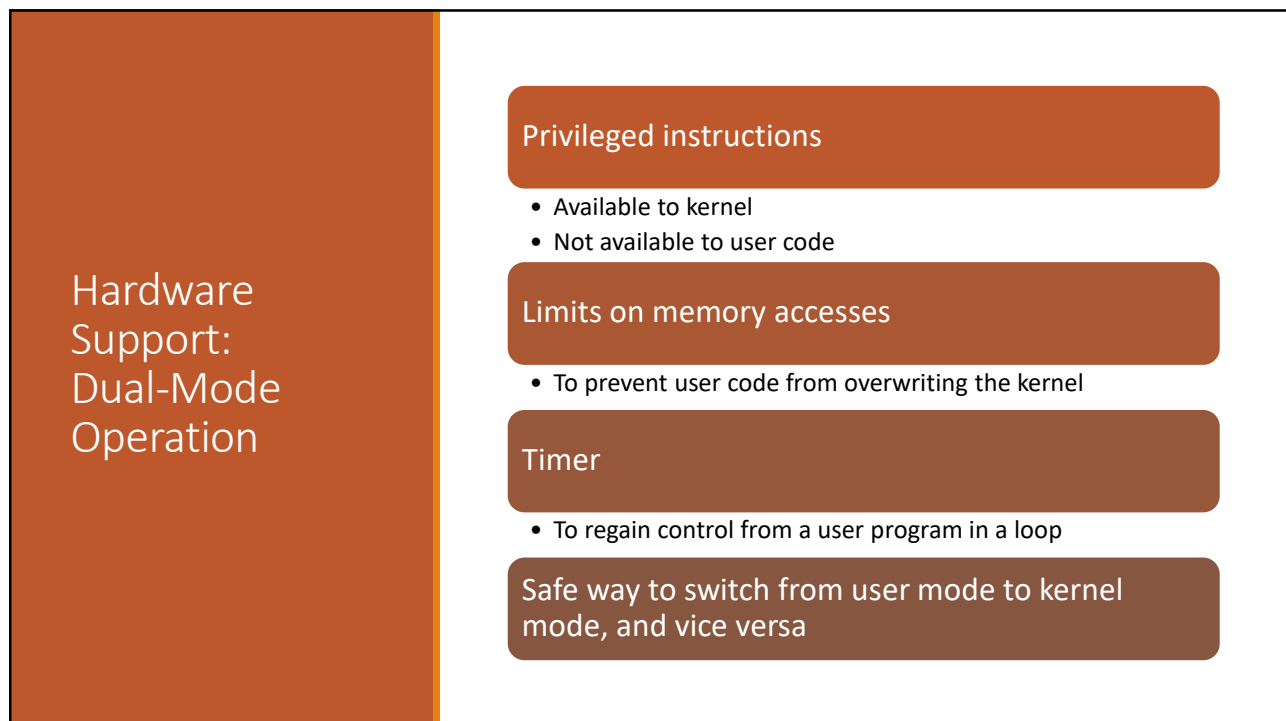 Hardware
Support:
Dual-Mode
Operation
Privileged instructions
• Available to kernel
• Not available to user code
Limits on memory accesses
• To prevent user code from overwriting the kernel
Timer
• To regain control from a user program in a loop
Safe way to switch from user mode to kernel
mode, and vice versa